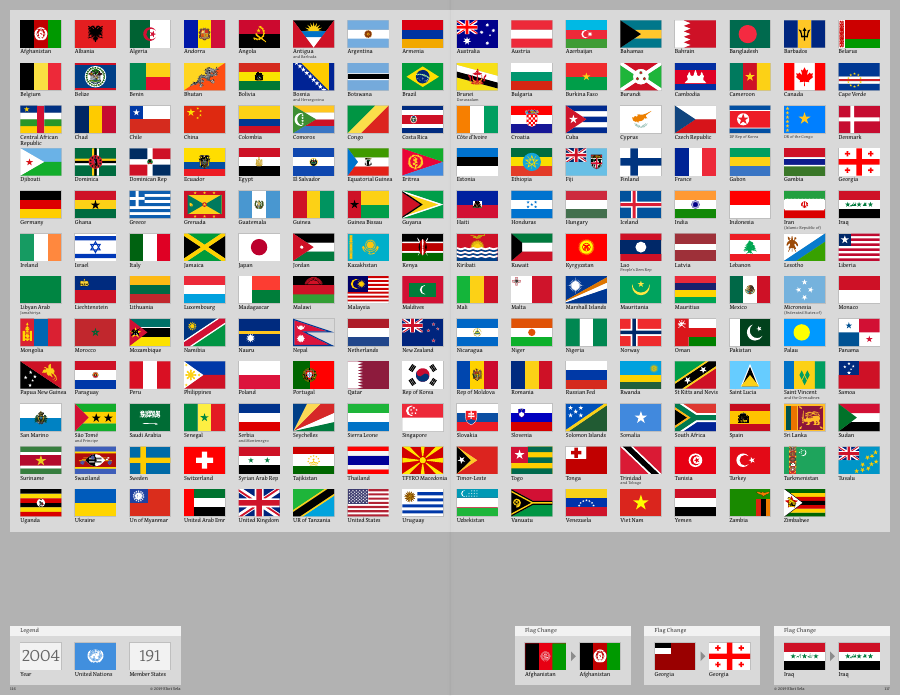 Afghanistan Albania Algeria Andorra Angola Antigua Argentina Armenia Australia Austria Azerbaijan Bahamas Bahrain Bangladesh Barbados Belarus
and Barbuda
Belgium Belize Benin Bhutan Bolivia Bosnia Botswana Brazil Brunei Bulgaria Burkina Faso Burundi Cambodia Cameroon Canada Cape Verde
and Herzegovina Darussalam
Central African Chad Chile China Colombia Comoros Congo Costa Rica Côte d'Ivoire Croatia Cuba Cyprus Czech Republic DP Rep of Korea DR of the Congo Denmark
Republic
Djibouti Dominica Dominican Rep Ecuador Egypt El Salvador Equatorial Guinea Eritrea Estonia Ethiopia Fiji Finland France Gabon Gambia Georgia
Germany Ghana Greece Grenada Guatemala Guinea Guinea Bissau Guyana Haiti Honduras Hungary Iceland India Indonesia Iran Iraq
(Islamic Republic of)
Ireland Israel Italy Jamaica Japan Jordan Kazakhstan Kenya Kiribati Kuwait Kyrgyzstan Lao Latvia Lebanon Lesotho Liberia
People's Dem Rep
Libyan Arab Liechtenstein Lithuania Luxembourg Madagascar Malawi Malaysia Maldives Mali Malta Marshall Islands Mauritania Mauritius Mexico Micronesia Monaco
Jamahiriya (Federated States of)
Mongolia Morocco Mozambique Namibia Nauru Nepal Netherlands New Zealand Nicaragua Niger Nigeria Norway Oman Pakistan Palau Panama
Papua New Guinea Paraguay Peru Philippines Poland Portugal Qatar Rep of Korea Rep of Moldova Romania Russian Fed Rwanda St Kitts and Nevis Saint Lucia Saint Vincent Samoa
and the Grenadines
San Marino São Tomé Saudi Arabia Senegal Serbia Seychelles Sierra Leone Singapore Slovakia Slovenia Solomon Islands Somalia South Africa Spain Sri Lanka Sudan
and Principe and Montenegro
Suriname Swaziland Sweden Switzerland Syrian Arab Rep Tajikistan Thailand TFYRO Macedonia Timor-Leste Togo Tonga Trinidad Tunisia Turkey Turkmenistan Tuvalu
and Tobago
Uganda Ukraine Un of Myanmar United Arab Emr United Kingdom UR of Tanzania United States Uruguay Uzbekistan Vanuatu Venezuela Viet Nam Yemen Zambia Zimbabwe
Legend
2004 191
Year United Nations Member States
Flag Change
Afghanistan Afghanistan
Flag Change
Georgia Georgia
Flag Change
Iraq Iraq